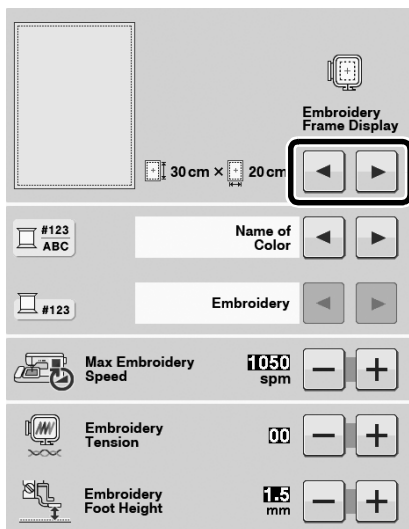 Embroidery
Frame Display
30 cm × 20 cm
#123
ABC
Name of
Color
#123
Embroidery
Max Embroidery
Speed
1050
spm
Embroidery
Tension
00
Embroidery
Foot Height
1.5
mm